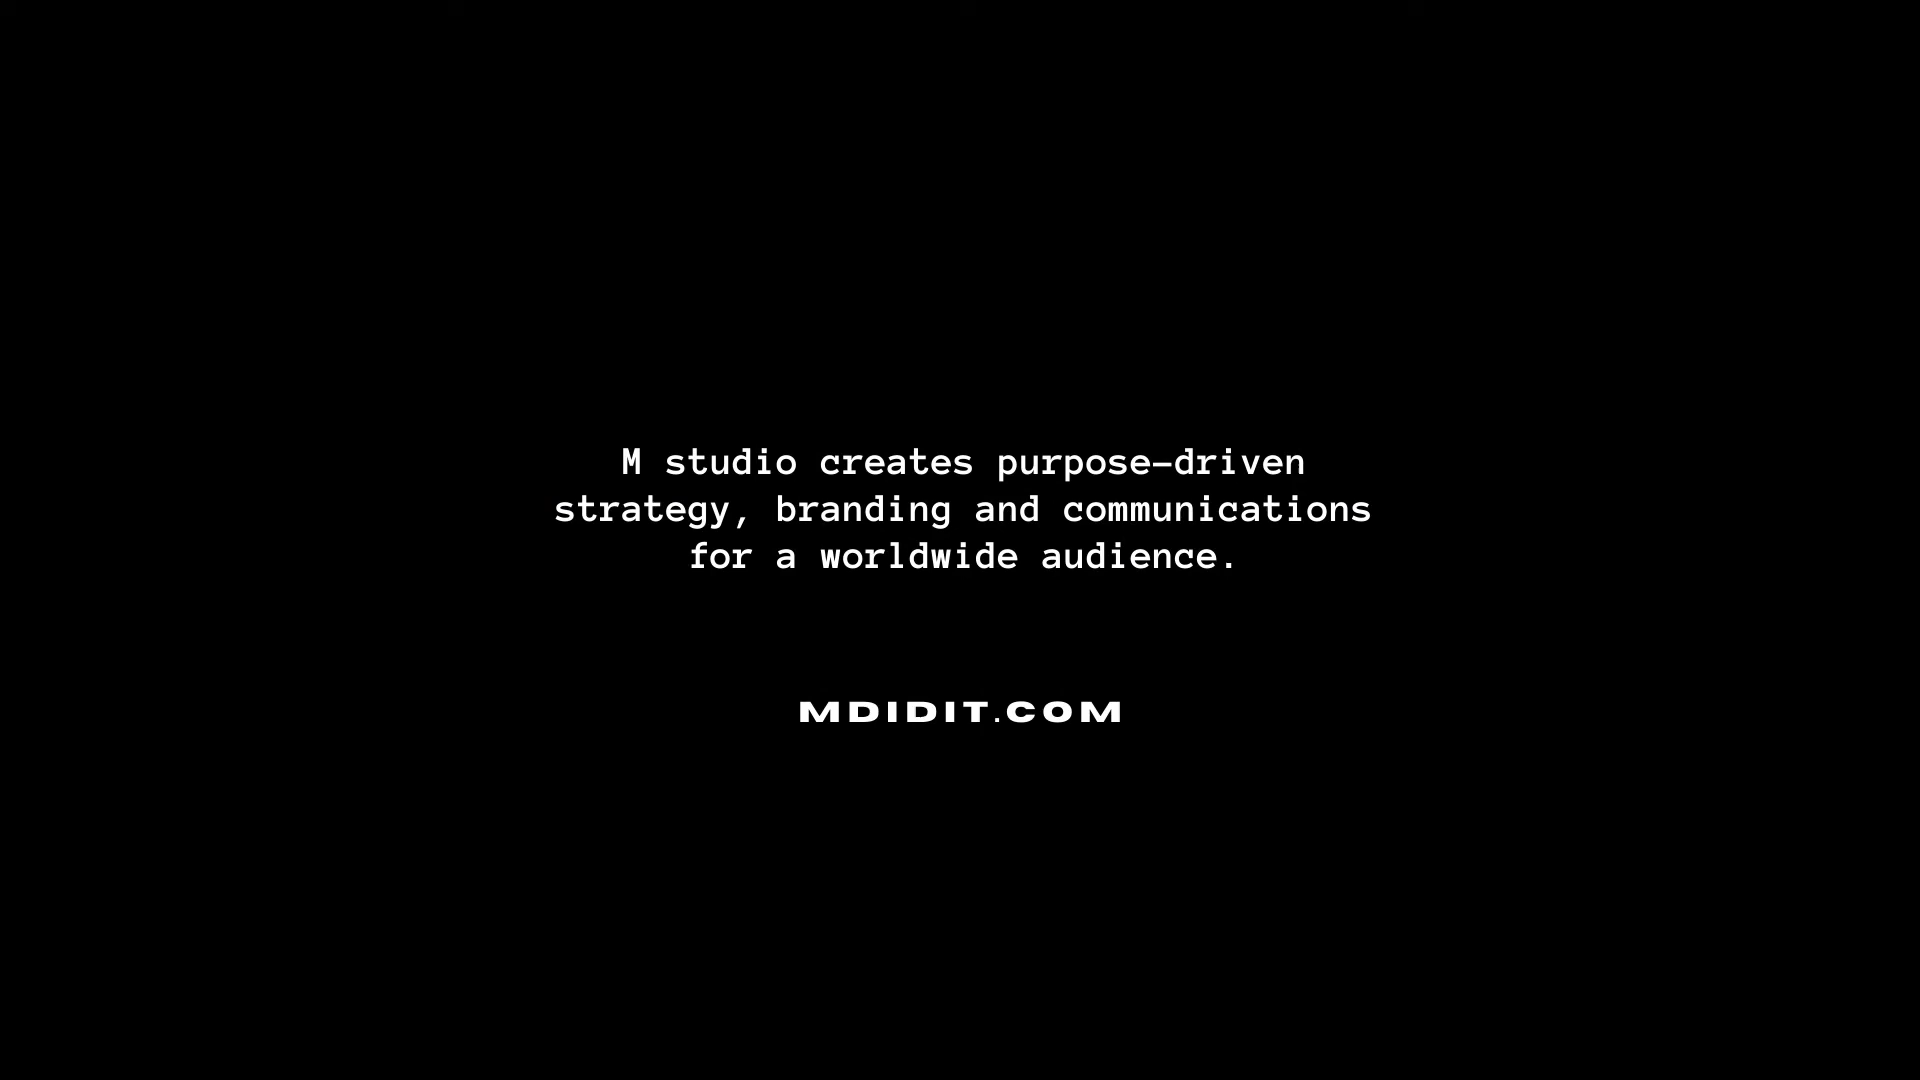 M studio creates purpose-driven
strategy, branding and communications
for a worldwide audience.
MDIDIT.COM